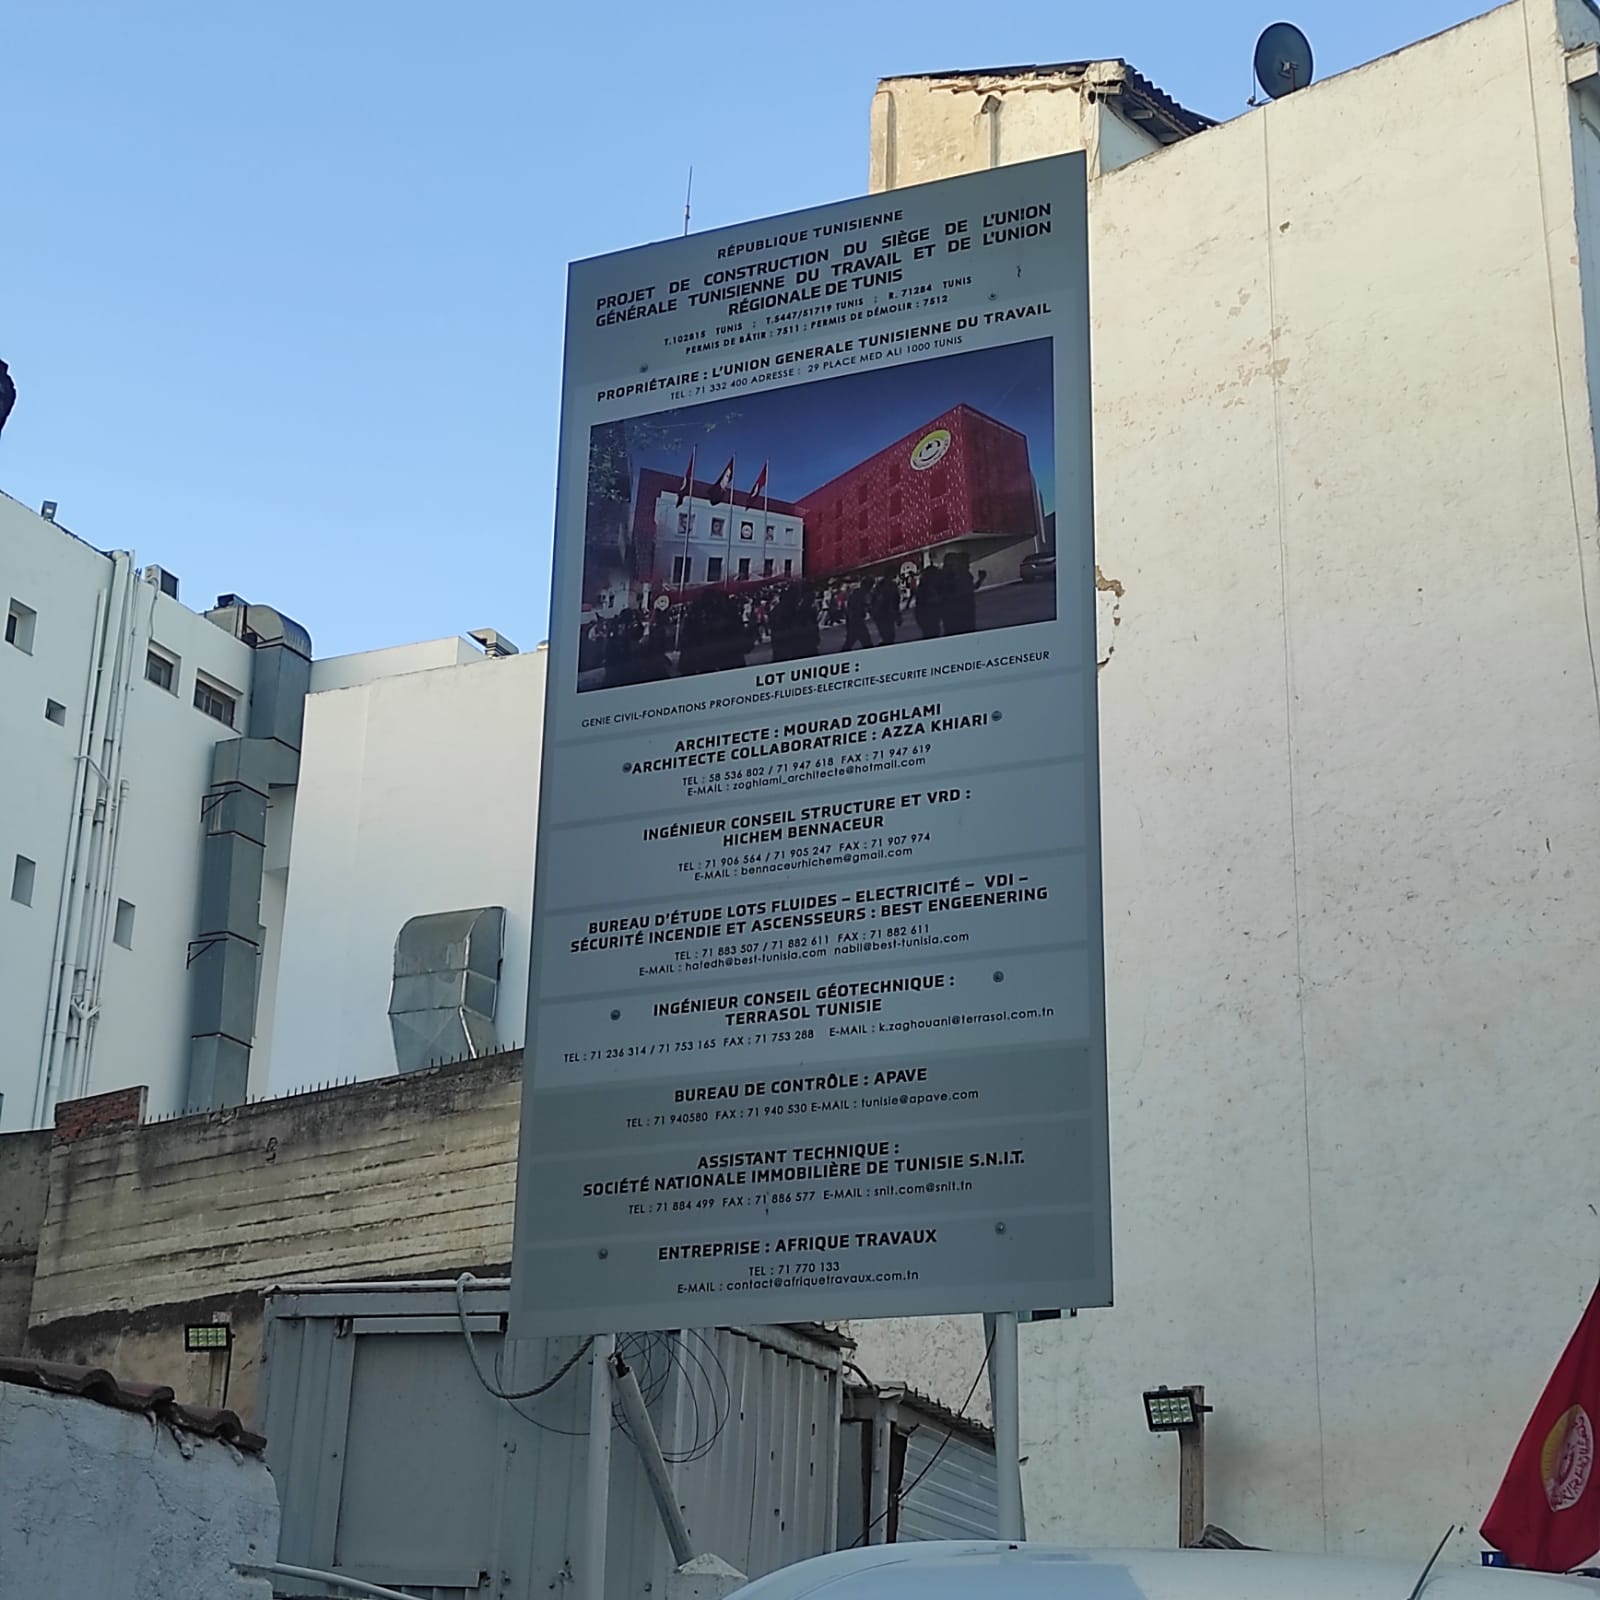 RÉPUBLIQUE TUNISIENNE
PROJET DE CONSTRUCTION DU SIÈGE DE L'UNION
GÉNÉRALE TUNISIENNE DU TRAVAIL ET DE L'UNION
RÉGIONALE DE TUNIS
T.102815 TUNIS ; T.5447/51719 TUNIS ; R. 71284 TUNIS
PERMIS DE BÂTIR : 7511 ; PERMIS DE DÉMOLIR : 7512
PROPRIÉTAIRE : L'UNION GENERALE TUNISIENNE DU TRAVAIL
TEL : 71 332 400 ADRESSE : 29 PLACE MED ALI 1000 TUNIS
LOT UNIQUE :
GENIE CIVIL-FONDATIONS PROFONDES-FLUIDES-ELECTRCITE-SECURITE INCENDIE-ASCENSEUR
ARCHITECTE : MOURAD ZOGHLAMI
ARCHITECTE COLLABORATRICE : AZZA KHIARI
TEL : 58 536 802 / 71 947 618 FAX : 71 947 619
E-MAIL : zoghlami_architecte@hotmail.com
INGÉNIEUR CONSEIL STRUCTURE ET VRD :
HICHEM BENNACEUR
TEL : 71 906 564 / 71 905 247 FAX : 71 907 974
E-MAIL : bennaceurhichem@gmail.com
BUREAU D'ÉTUDE LOTS FLUIDES – ELECTRICITÉ – VDI –
SÉCURITÉ INCENDIE ET ASCENSSEURS : BEST ENGEENERING
TEL : 71 883 507 / 71 882 611 FAX : 71 882 611
E-MAIL : hafedh@best-tunisia.com nabil@best-tunisia.com
INGÉNIEUR CONSEIL GÉOTECHNIQUE :
TERRASOL TUNISIE
TEL : 71 236 314 / 71 753 165 FAX : 71 753 288 E-MAIL : k.zaghouani@terrasol.com.tn
BUREAU DE CONTRÔLE : APAVE
TEL : 71 940580 FAX : 71 940 530 E-MAIL : tunisie@apave.com
ASSISTANT TECHNIQUE :
SOCIÉTÉ NATIONALE IMMOBILIÈRE DE TUNISIE S.N.I.T.
TEL : 71 884 499 FAX : 71 886 577 E-MAIL : snit.com@snit.tn
ENTREPRISE : AFRIQUE TRAVAUX
TEL : 71 770 133
E-MAIL : contact@afriquetravaux.com.tn